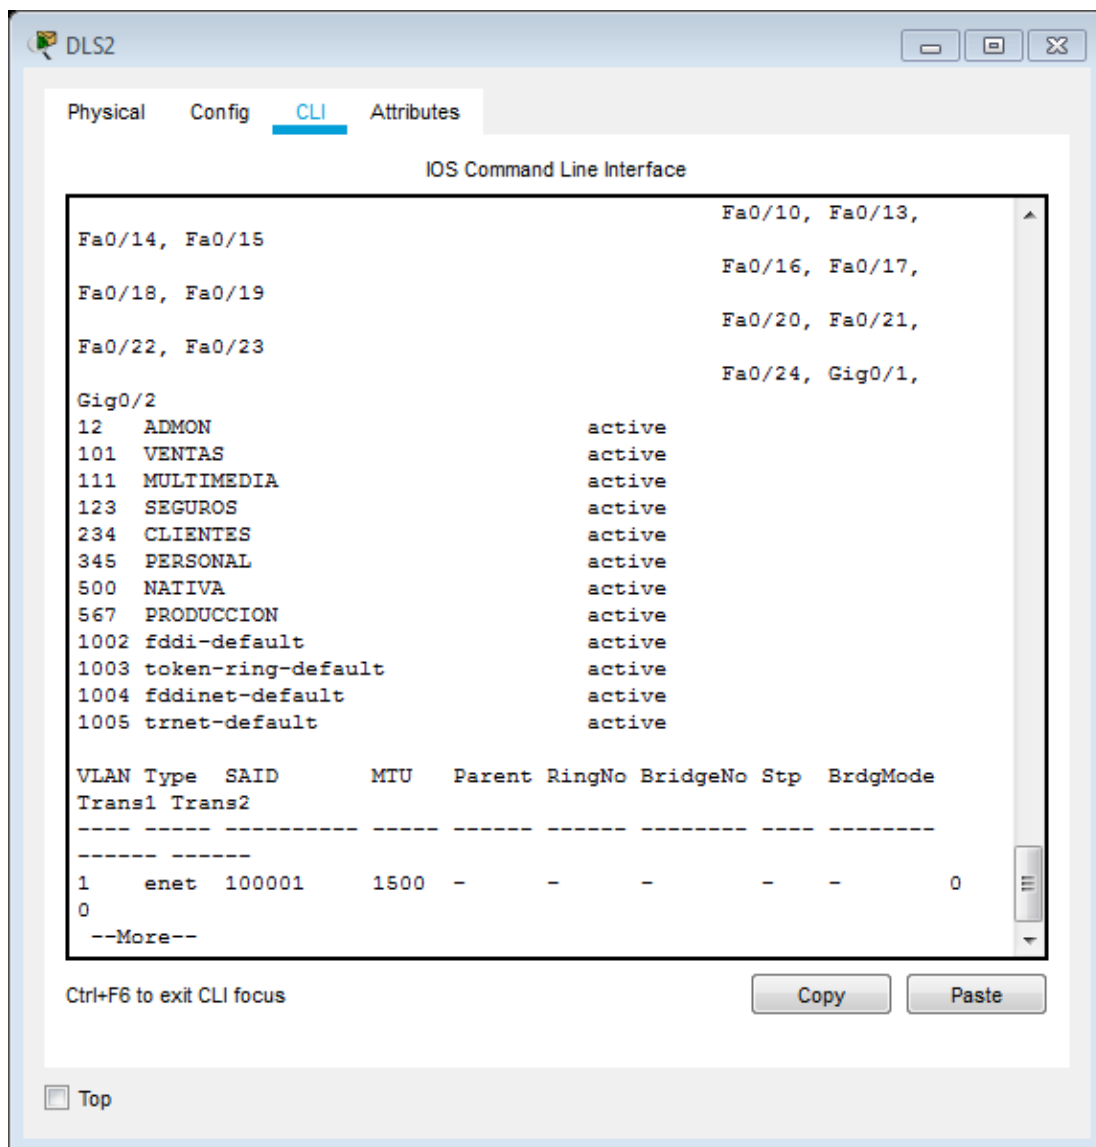 DLS2
Physical Config CLI Attributes
IOS Command Line Interface
Fa0/10, Fa0/13,
Fa0/14, Fa0/15
Fa0/16, Fa0/17,
Fa0/18, Fa0/19
Fa0/20, Fa0/21,
Fa0/22, Fa0/23
Fa0/24, Gig0/1,
Gig0/2
12 ADMON active
101 VENTAS active
111 MULTIMEDIA active
123 SEGUROS active
234 CLIENTES active
345 PERSONAL active
500 NATIVA active
567 PRODUCCION active
1002 fddi-default active
1003 token-ring-default active
1004 fddinet-default active
1005 trnet-default active
VLAN Type SAID MTU Parent RingNo BridgeNo Stp BrdgMode
Trans1 Trans2
---- ----- ---------- ----- ------ ------ -------- ---- --------
------ ------
1 enet 100001 1500 - - - - - 0
0
--More--
Ctrl+F6 to exit CLI focus
Copy Paste
Top